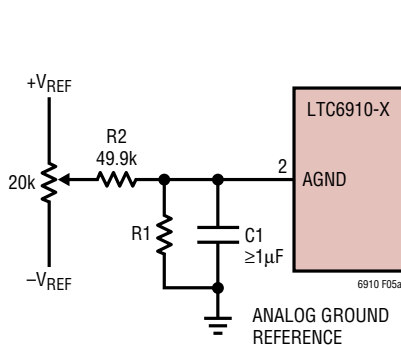 +VREF
LTC6910-X
R2
49.9k
2
AGND
20k
R1
C1
≥1µF
–VREF
6910 F05a
ANALOG GROUND
REFERENCE